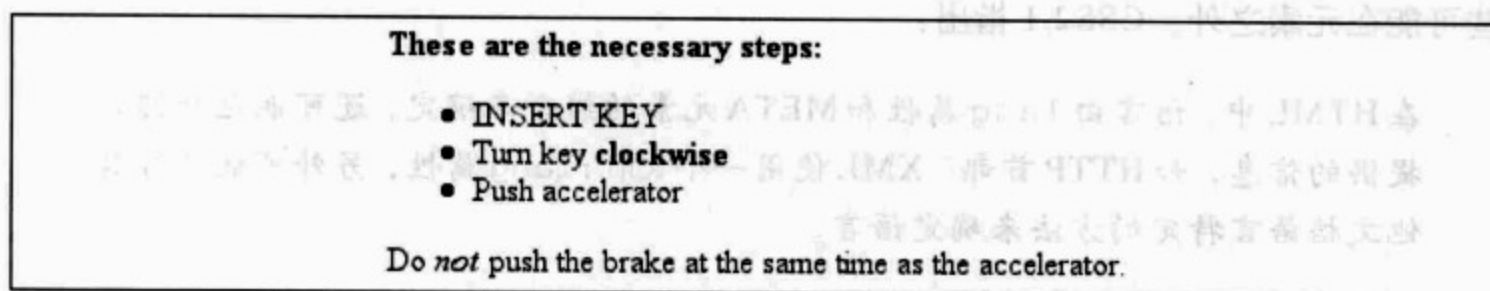 These are the necessary steps:
• INSERT KEY
• Turn key clockwise
• Push accelerator
Do not push the brake at the same time as the accelerator.